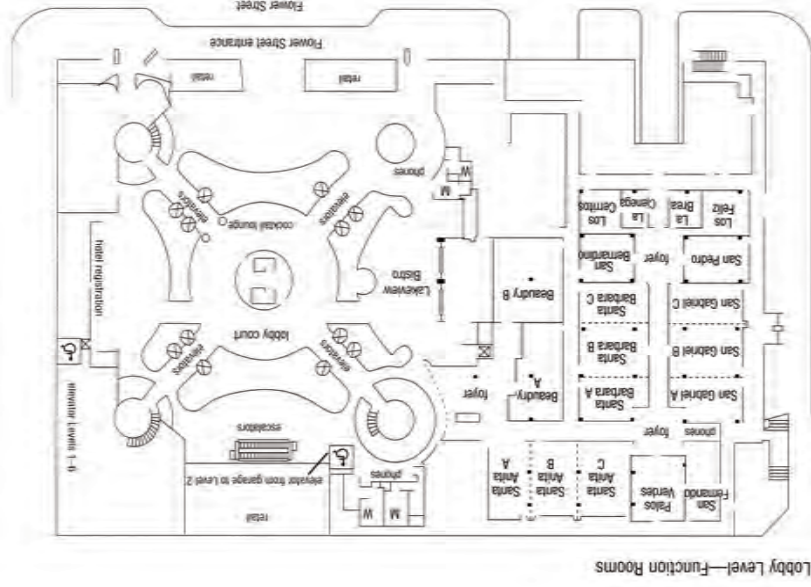 Lobby Level—Function Rooms
San
Fernando
Palos
Verdes
Santa
Anita
C
Santa
Anita
B
Santa
Anita
A
M
W
phones
retail
elevator from garage to Level 2
escalators
phones
foyer
San Gabriel A
San Gabriel B
San Gabriel C
Santa
Barbara A
Santa
Barbara B
Santa
Barbara C
Beaudry
A
foyer
Beaudry B
elevators
elevators
lobby court
elevator Levels 1–6
San Pedro
foyer
San
Bernardino
Lakeview
Bistro
hotel registration
Los
Feliz
La
Brea
La
Cienega
Los
Cerritos
cocktail lounge
elevators
elevators
M
W
phones
retail
retail
Flower Street entrance
Flower Street